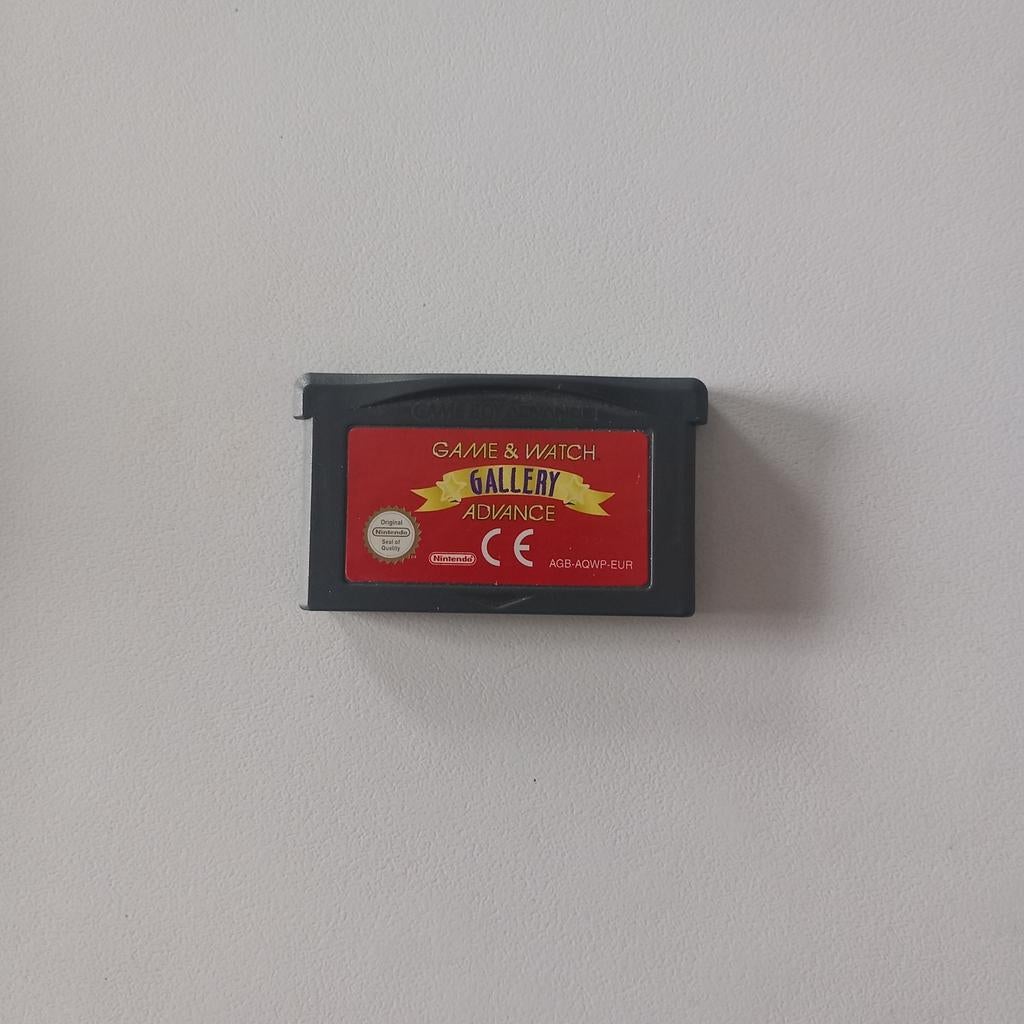 GAME BOY ADVANCE
GAME & WATCH
GALLERY
ADVANCE
Original
Nintendo
Seal of
Quality
Nintendo
CE
AGB-AQWP-EUR